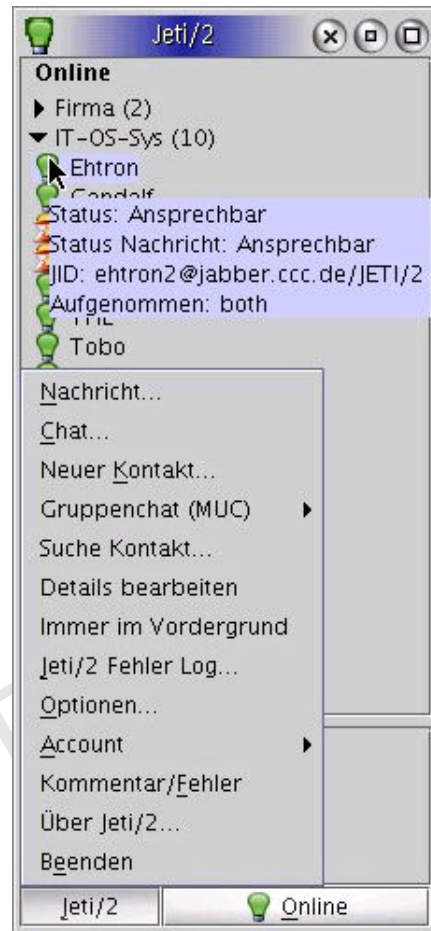 Jeti/2
Online
Firma (2)
IT-OS-Sys (10)
Ehtron
Gandalf
Status: Ansprechbar
Status Nachricht: Ansprechbar
JID: ehtron2@jabber.ccc.de/JETI/2
Aufgenommen: both
Tobo
Nachricht...
Chat...
Neuer Kontakt...
Gruppenchat (MUC)
Suche Kontakt...
Details bearbeiten
Immer im Vordergrund
Jeti/2 Fehler Log...
Optionen...
Account
Kommentar/Fehler
Über Jeti/2...
Beenden
Jeti/2 Online